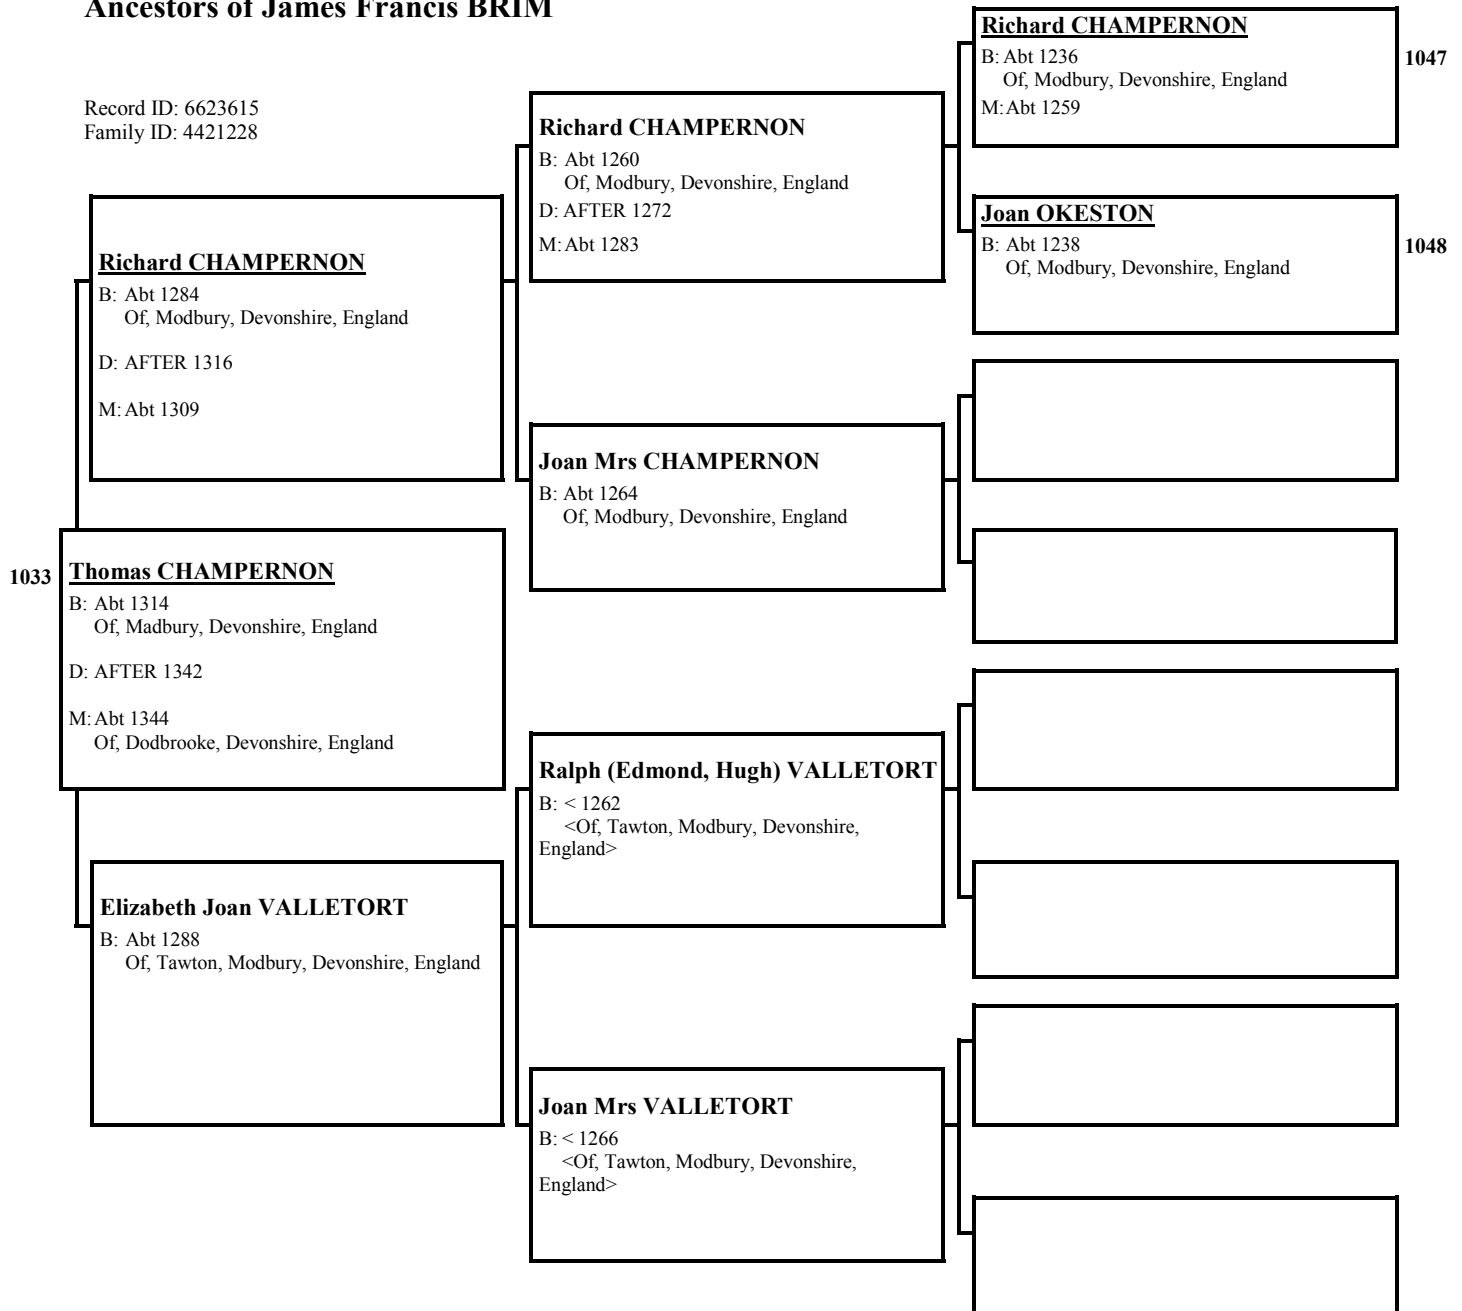 Ancestors of James Francis BRIM
Record ID: 6623615
Family ID: 4421228
Richard CHAMPERNON
B: Abt 1236
Of, Modbury, Devonshire, England
M: Abt 1259
1047
Richard CHAMPERNON
B: Abt 1260
Of, Modbury, Devonshire, England
D: AFTER 1272
M: Abt 1283
Joan OKESTON
B: Abt 1238
Of, Modbury, Devonshire, England
1048
Richard CHAMPERNON
B: Abt 1284
Of, Modbury, Devonshire, England
D: AFTER 1316
M: Abt 1309
Joan Mrs CHAMPERNON
B: Abt 1264
Of, Modbury, Devonshire, England
1033
Thomas CHAMPERNON
B: Abt 1314
Of, Madbury, Devonshire, England
D: AFTER 1342
M: Abt 1344
Of, Dodbrooke, Devonshire, England
Ralph (Edmond, Hugh) VALLETORT
B: < 1262
<Of, Tawton, Modbury, Devonshire,
England>
Elizabeth Joan VALLETORT
B: Abt 1288
Of, Tawton, Modbury, Devonshire, England
Joan Mrs VALLETORT
B: < 1266
<Of, Tawton, Modbury, Devonshire,
England>